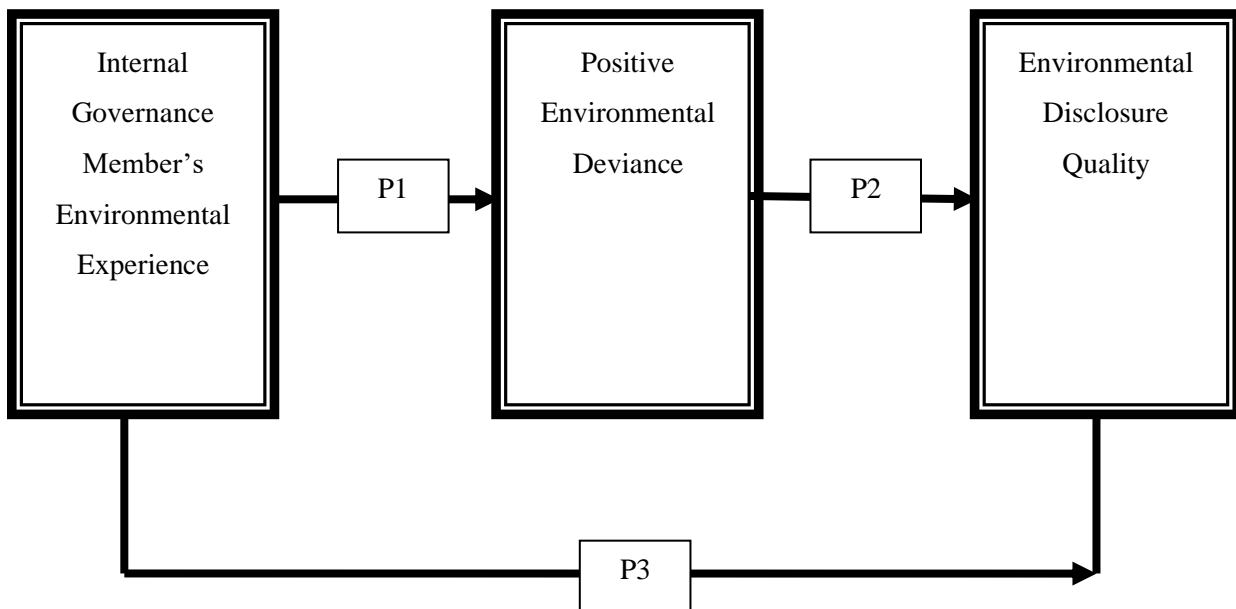 Internal
Governance
Member’s
Environmental
Experience
P1
Positive
Environmental
Deviance
P2
Environmental
Disclosure
Quality
P3